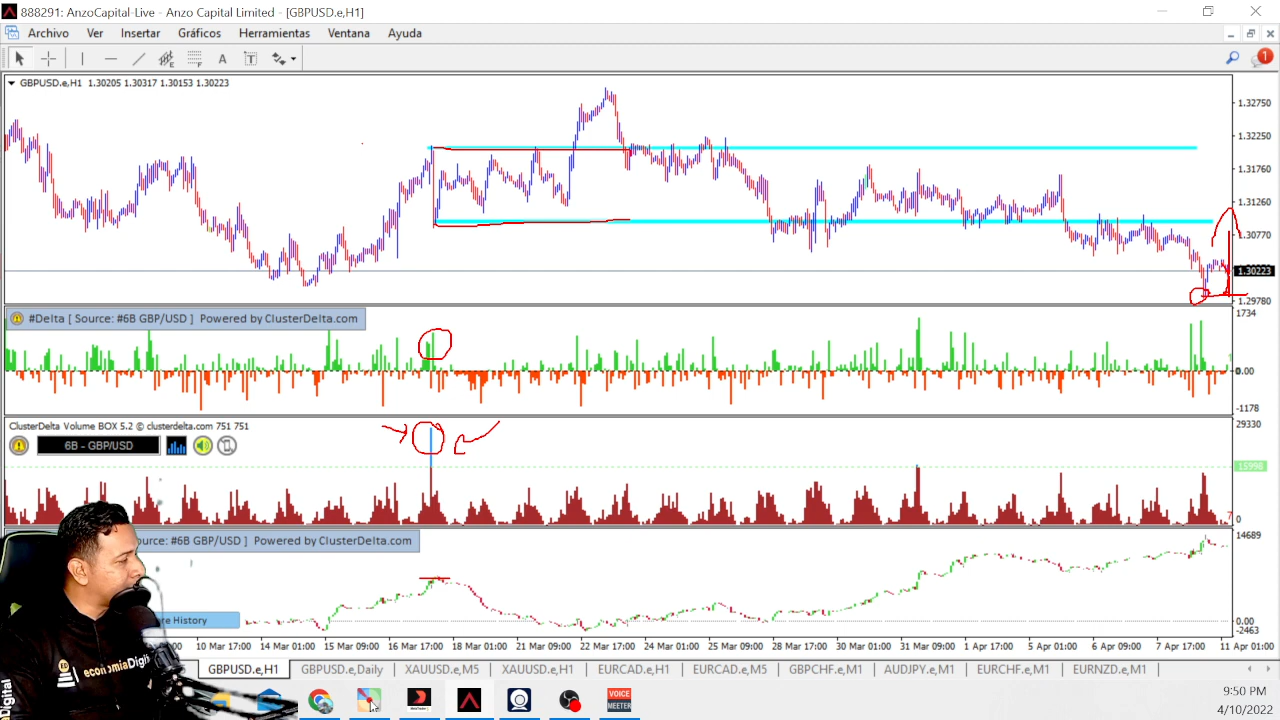 888291: AnzoCapital-Live - Anzo Capital Limited - [GBPUSD.e,H1]
Archivo Ver Insertar Gráficos Herramientas Ventana Ayuda
E F A T 1
GBPUSD.e,H1 1.30205 1.30317 1.30153 1.30223
1.33275
1.32225
1.31760
1.31260
1.30770
1.30223
1.29780
#Delta [ Source: #6B GBP/USD ] Powered by ClusterDelta.com
1734
0.00
-1178
ClusterDelta Volume BOX 5.2 © clusterdelta.com 751 751
6B - GBP/USD
29330
15998
7
0
ource: #6B GBP/USD ] Powered by ClusterDelta.com
14689
0.00
-2463
re History
10 Mar 17:00 14 Mar 01:00 15 Mar 09:00 16 Mar 17:00 18 Mar 01:00 21 Mar 09:00 22 Mar 17:00 24 Mar 01:00 25 Mar 09:00 28 Mar 17:00 30 Mar 01:00 31 Mar 09:00 1 Apr 17:00 5 Apr 01:00 6 Apr 09:00 7 Apr 17:00 11 Apr 01:00
GBPUSD.e,H1 GBPUSD.e,Daily XAUUSD.e,M5 XAUUSD.e,H1 EURCAD.e,H1 EURCAD.e,M5 GBPCHF.e,M1 AUDJPY.e,M1 EURCHF.e,M1 EURNZD.e,M1
economiaDigit
Digital
VOICE
MEETER
9:50 PM
4/10/2022